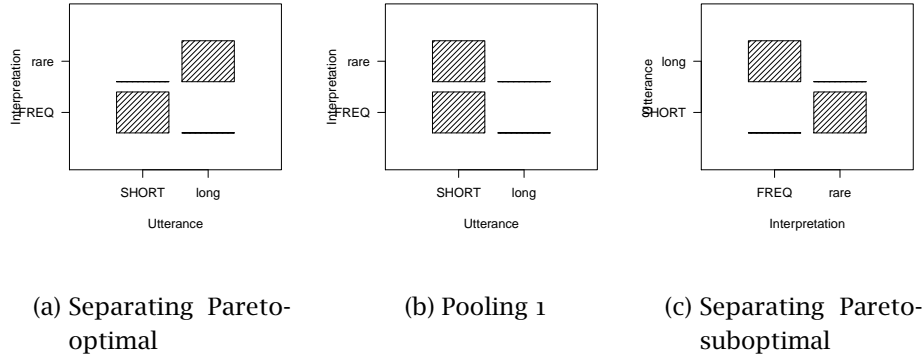 Interpretation
rare
FREQ
SHORT long
Utterance
(a) Separating Pareto-
optimal
Interpretation
rare
FREQ
SHORT long
Utterance
(b) Pooling 1
Utterance
long
SHORT
FREQ rare
Interpretation
(c) Separating Pareto-
suboptimal